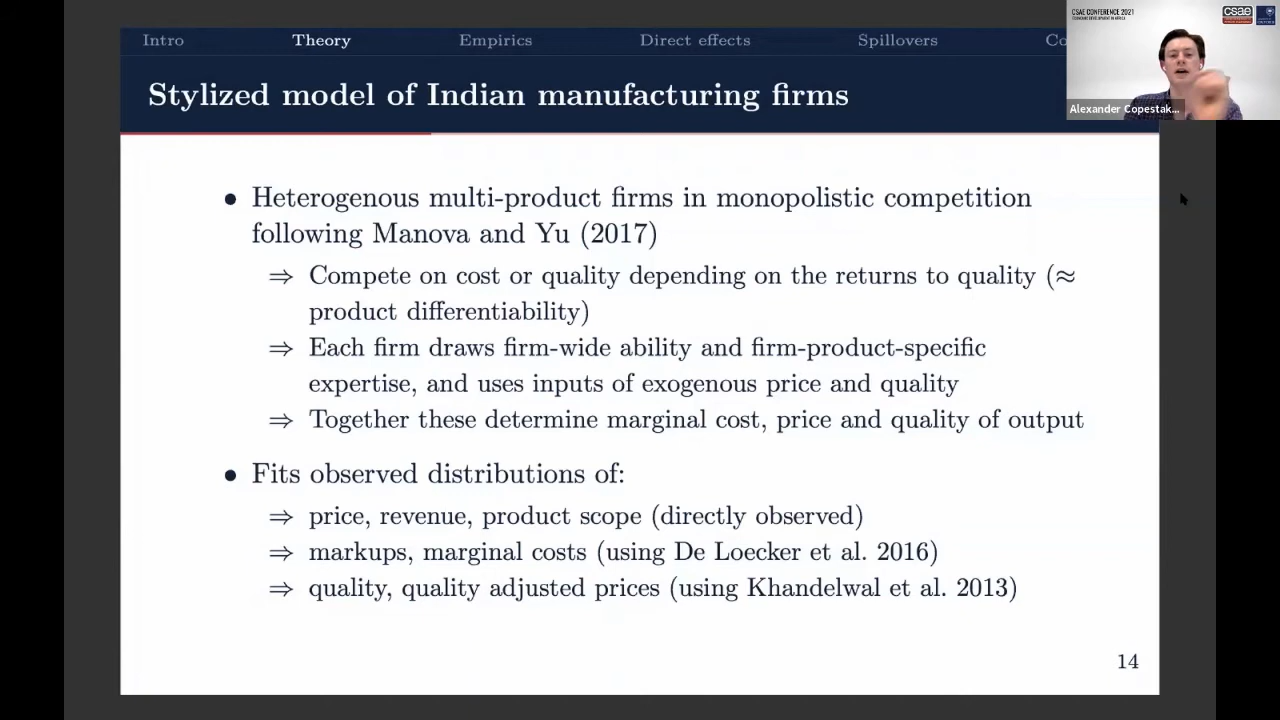 Intro Theory Empirics Direct effects Spillovers Co
CSAE CONFERENCE 2021
csae
Stylized model of Indian manufacturing firms
Alexander Copestak...
• Heterogenous multi-product firms in monopolistic competition
following Manova and Yu (2017)
⇒ Compete on cost or quality depending on the returns to quality (≈
product differentiability)
⇒ Each firm draws firm-wide ability and firm-product-specific
expertise, and uses inputs of exogenous price and quality
⇒ Together these determine marginal cost, price and quality of output
• Fits observed distributions of:
⇒ price, revenue, product scope (directly observed)
⇒ markups, marginal costs (using De Loecker et al. 2016)
⇒ quality, quality adjusted prices (using Khandelwal et al. 2013)
14